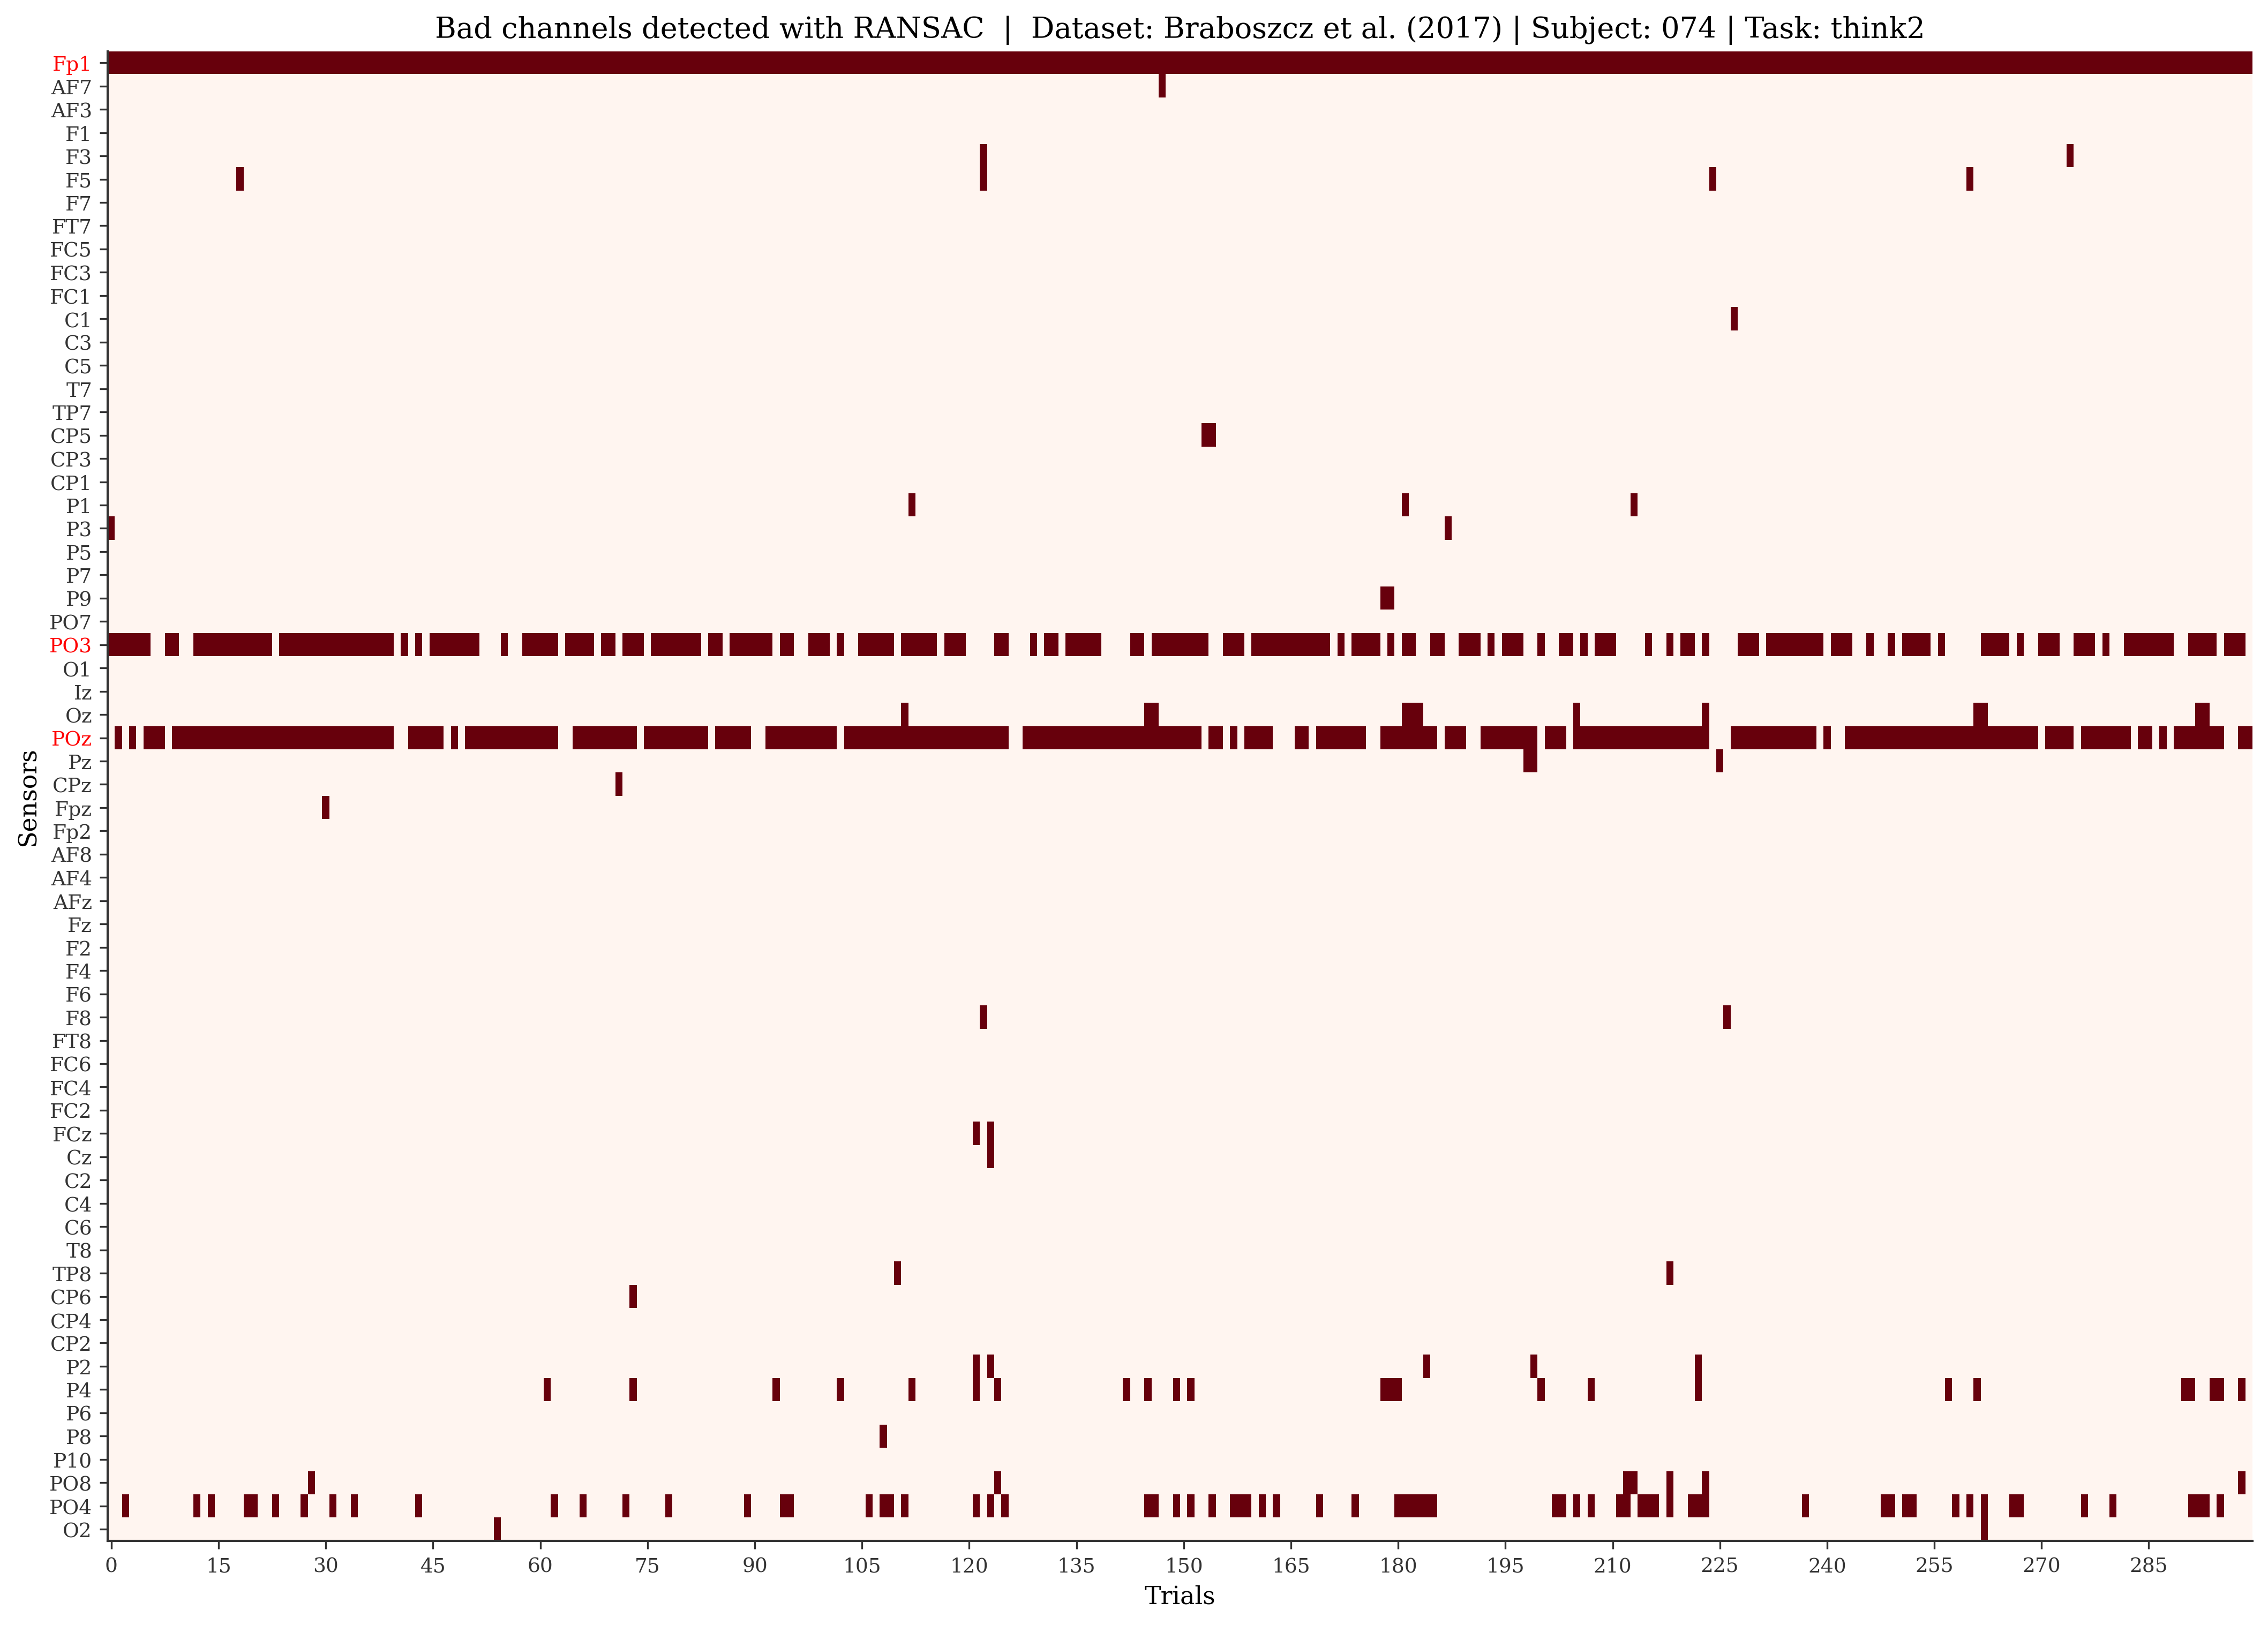 Bad channels detected with RANSAC | Dataset: Braboszcz et al. (2017) | Subject: 074 | Task: think2
Fp1
AF7
AF3
F1
F3
F5
F7
FT7
FC5
FC3
FC1
C1
C3
C5
T7
TP7
CP5
CP3
CP1
P1
P3
P5
P7
P9
PO7
PO3
O1
Iz
Oz
POz
Pz
CPz
Fpz
Fp2
AF8
AF4
AFz
Fz
F2
F4
F6
F8
FT8
FC6
FC4
FC2
FCz
Cz
C2
C4
C6
T8
TP8
CP6
CP4
CP2
P2
P4
P6
P8
P10
PO8
PO4
O2
Sensors
0 15 30 45 60 75 90 105 120 135 150 165 180 195 210 225 240 255 270 285
Trials